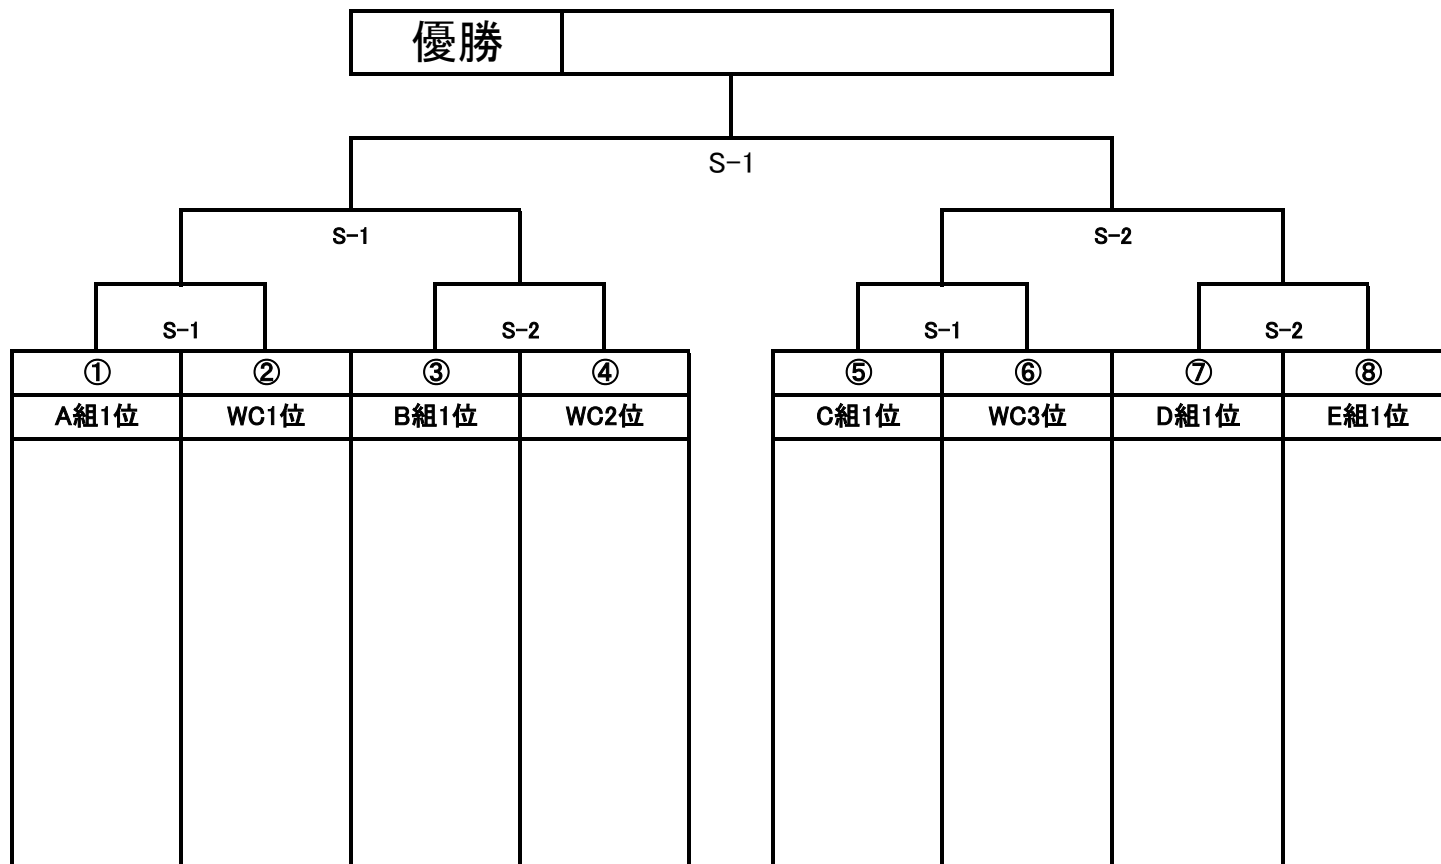 優勝
S-1
S-1 S-2
S-1 S-2 S-1 S-2
① ② ③ ④ ⑤ ⑥ ⑦ ⑧
A組1位 WC1位 B組1位 WC2位 C組1位 WC3位 D組1位 E組1位